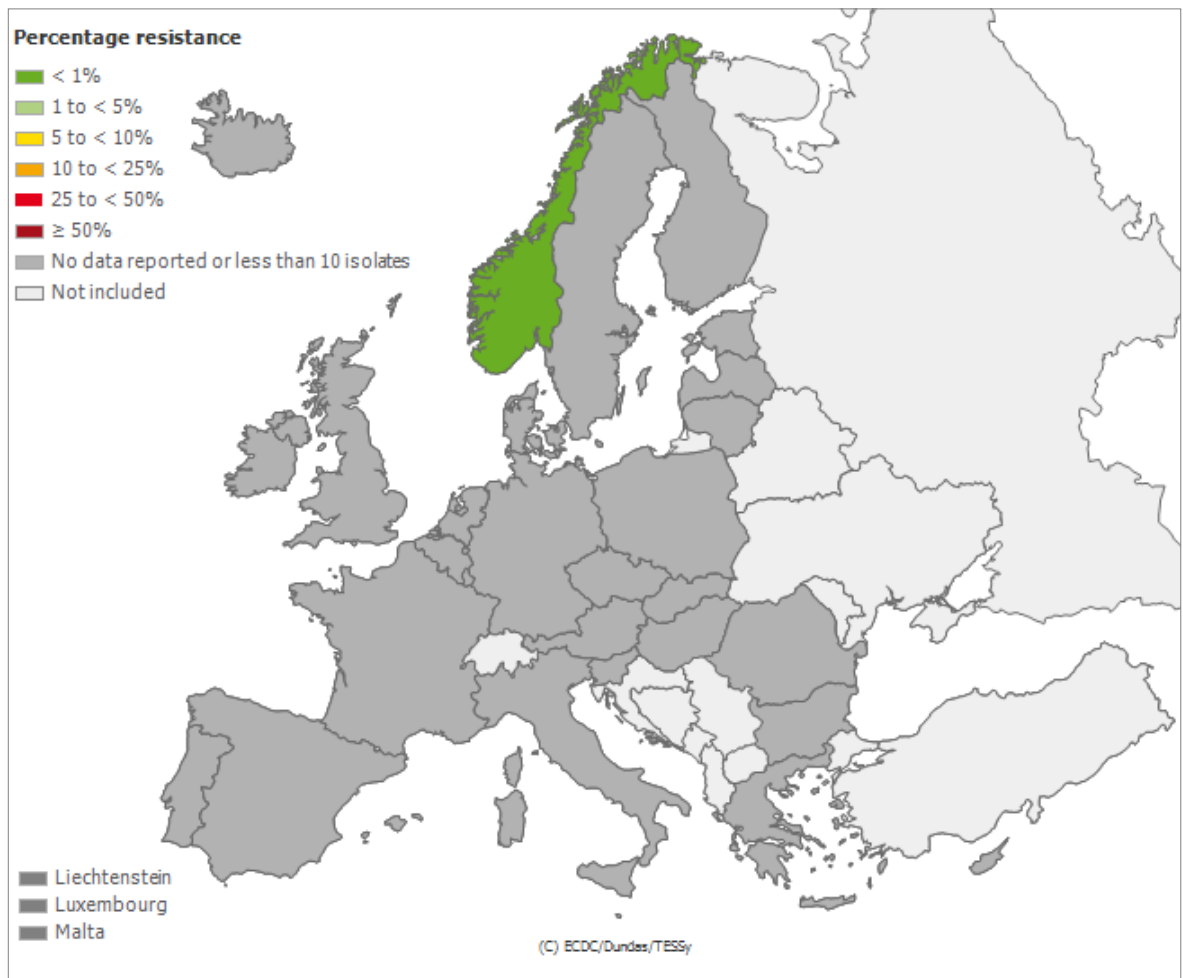 Percentage resistance
< 1%
1 to < 5%
5 to < 10%
10 to < 25%
25 to < 50%
≥ 50%
No data reported or less than 10 isolates
Not included
Liechtenstein
Luxembourg
Malta
(C) ECDC/Dundas/TESSy